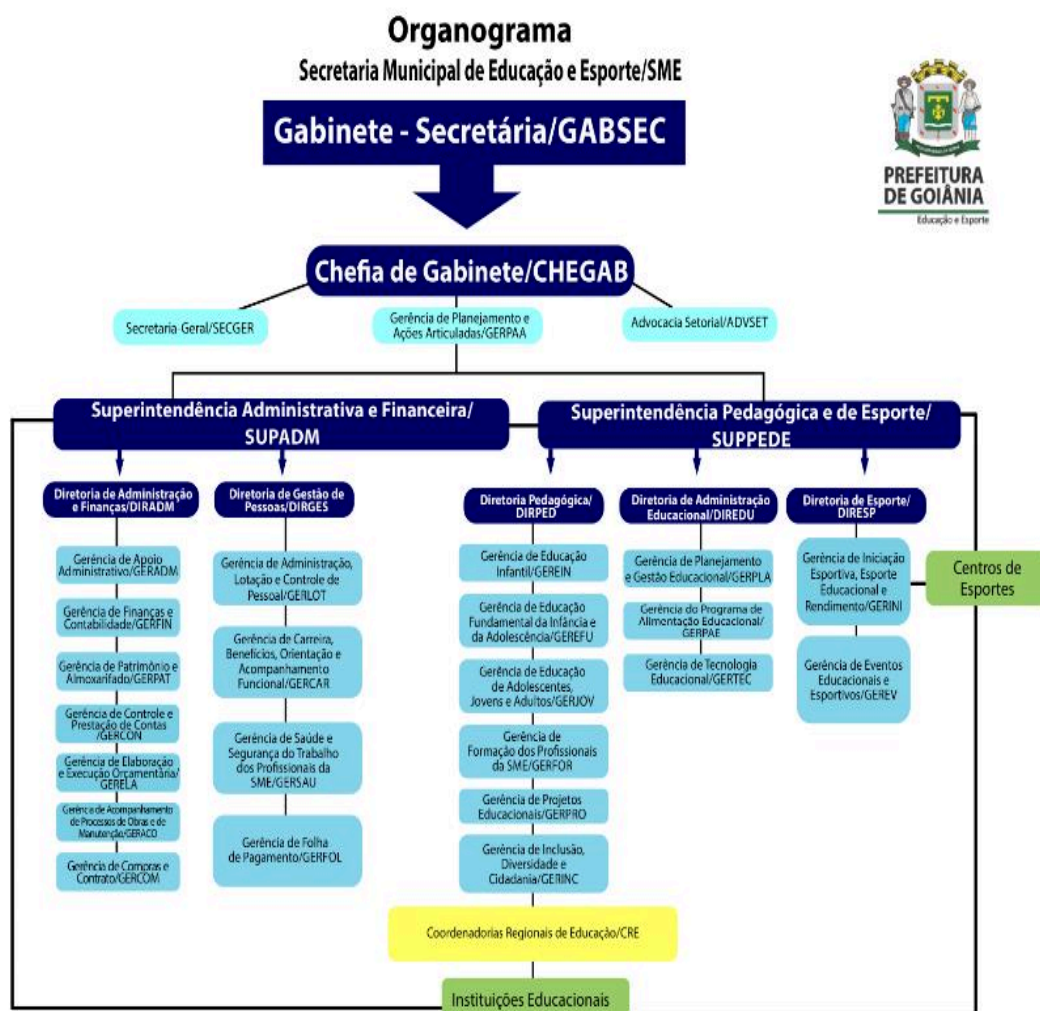 Organograma
Secretaria Municipal de Educação e Esporte/SME
Gabinete - Secretária/GABSEC
PREFEITURA
DE GOIÂNIA
Educação e Esporte
Chefia de Gabinete/CHEGAB
Secretaria-Geral/SECGER
Gerência de Planejamento e
Ações Articuladas/GERPAA
Advocacia Setorial/ADVSET
Superintendência Administrativa e Financeira/
SUPADM
Superintendência Pedagógica e de Esporte/
SUPPEDE
Diretoria de Administração
e Finanças/DIRADM
Gerência de Apoio
Administrativo/GERADM
Gerência de Finanças e
Contabilidade/GERFIN
Gerência de Patrimônio e
Almoxarifado/GERPAT
Gerência de Controle e
Prestação de Contas
/GERCON
Gerência de Elaboração
e Execução Orçamentária/
GERELA
Gerência de Acompanhamento
de Processos de Obras e de
Manutenção/GERACO
Gerência de Compras e
Contrato/GERCOM
Diretoria de Gestão de
Pessoas/DIRGES
Gerência de Administração,
Lotação e Controle de
Pessoal/GERLOT
Gerência de Carreira,
Benefícios, Orientação e
Acompanhamento
Funcional/GERCAR
Gerência de Saúde e
Segurança do Trabalho
dos Profissionais da
SME/GERSAU
Gerência de Folha
de Pagamento/GERFOL
Diretoria Pedagógica/
DIRPED
Gerência de Educação
Infantil/GEREIN
Gerência de Educação
Fundamental da Infância e
da Adolescência/GEREFU
Gerência de Educação
de Adolescentes,
Jovens e Adultos/GERJOV
Gerência de
Formação dos Profissionais
da SME/GERFOR
Gerência de Projetos
Educacionais/GERPRO
Gerência de Inclusão,
Diversidade e
Cidadania/GERINC
Diretoria de Administração
Educacional/DIREDU
Gerência de Planejamento
e Gestão Educacional/GERPLA
Gerência do Programa de
Alimentação Educacional/
GERPAE
Gerência de Tecnologia
Educacional/GERTEC
Diretoria de Esporte/
DIRESP
Gerência de Iniciação
Esportiva, Esporte
Educacional e
Rendimento/GERINI
Gerência de Eventos
Educacionais e
Esportivos/GEREV
Centros de
Esportes
Coordenadorias Regionais de Educação/CRE
Instituições Educacionais